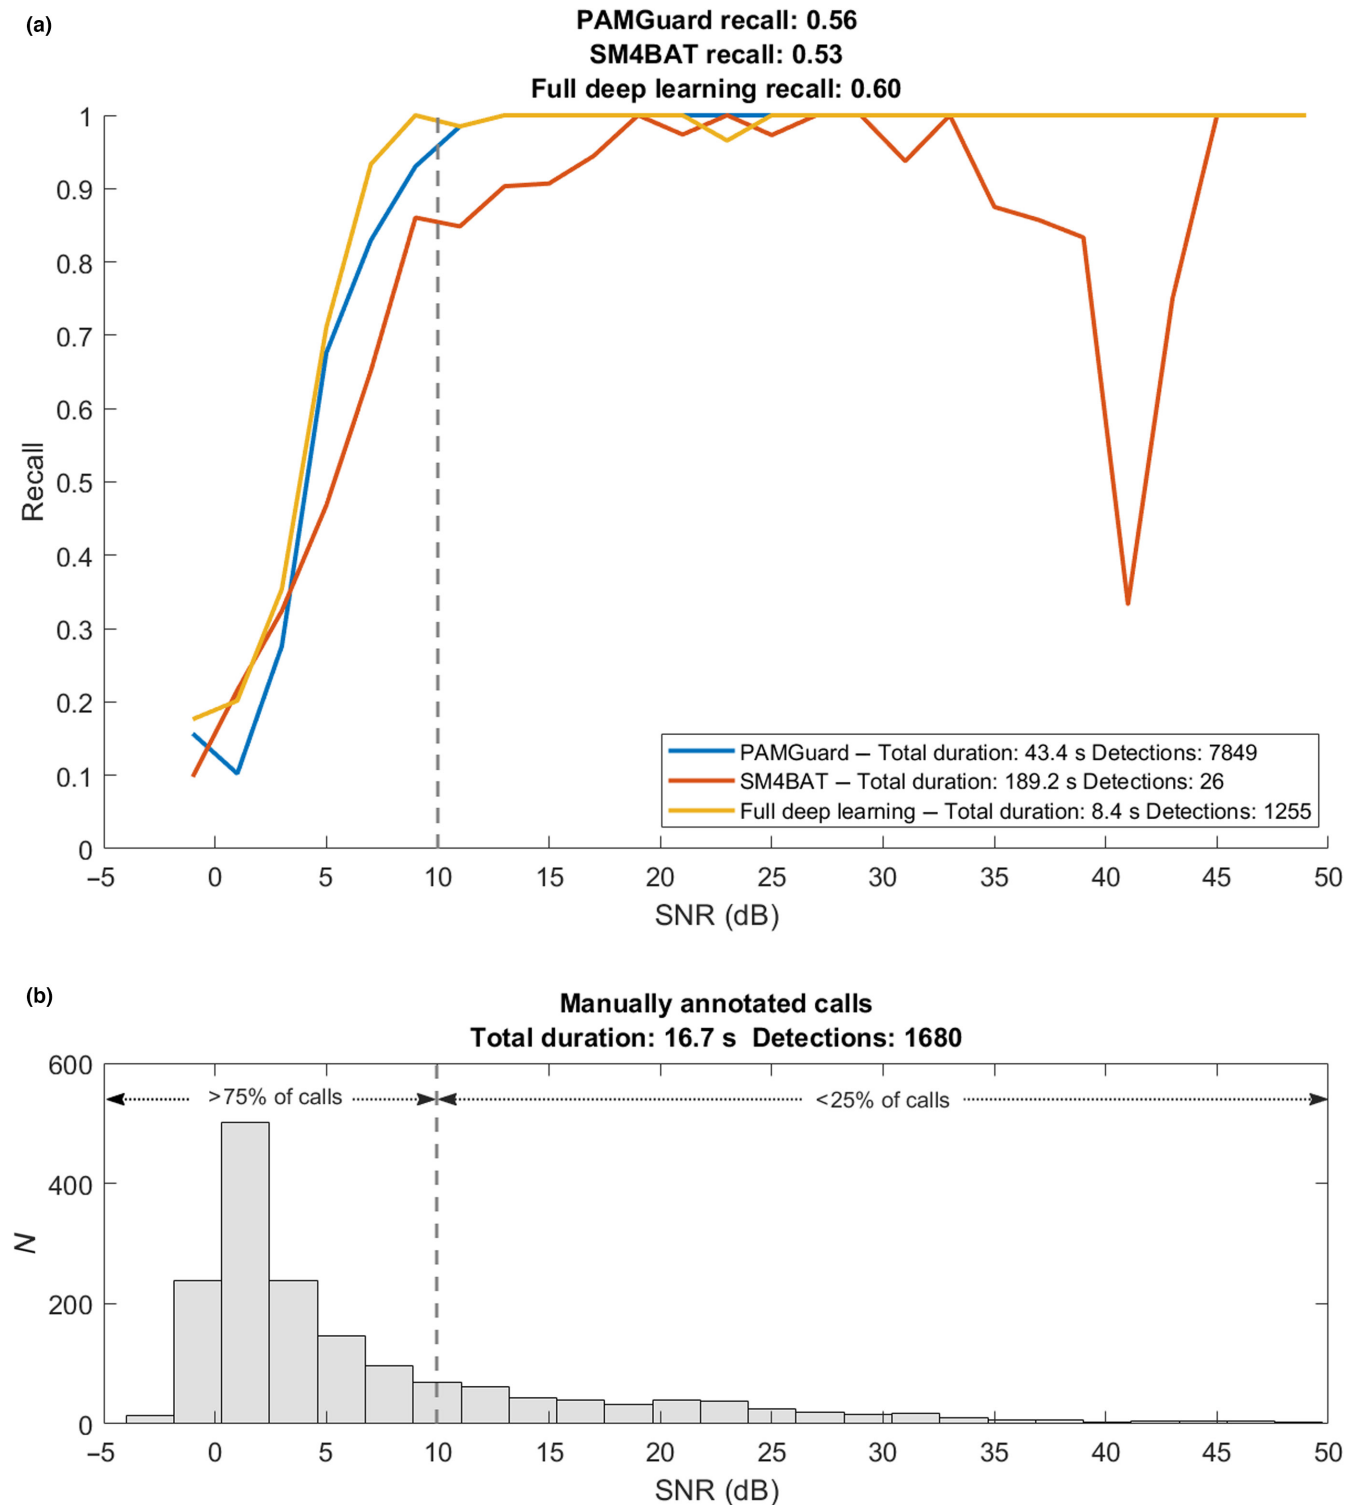 (a)
PAMGuard recall: 0.56
SM4BAT recall: 0.53
Full deep learning recall: 0.60
1
0.9
0.8
0.7
0.6
0.5
0.4
0.3
0.2
0.1
0
Recall
PAMGuard — Total duration: 43.4 s Detections: 7849
SM4BAT — Total duration: 189.2 s Detections: 26
Full deep learning — Total duration: 8.4 s Detections: 1255
–5 0 5 10 15 20 25 30 35 40 45 50
SNR (dB)
(b)
Manually annotated calls
Total duration: 16.7 s Detections: 1680
600
400
200
0
N
>75% of calls
<25% of calls
–5 0 5 10 15 20 25 30 35 40 45 50
SNR (dB)